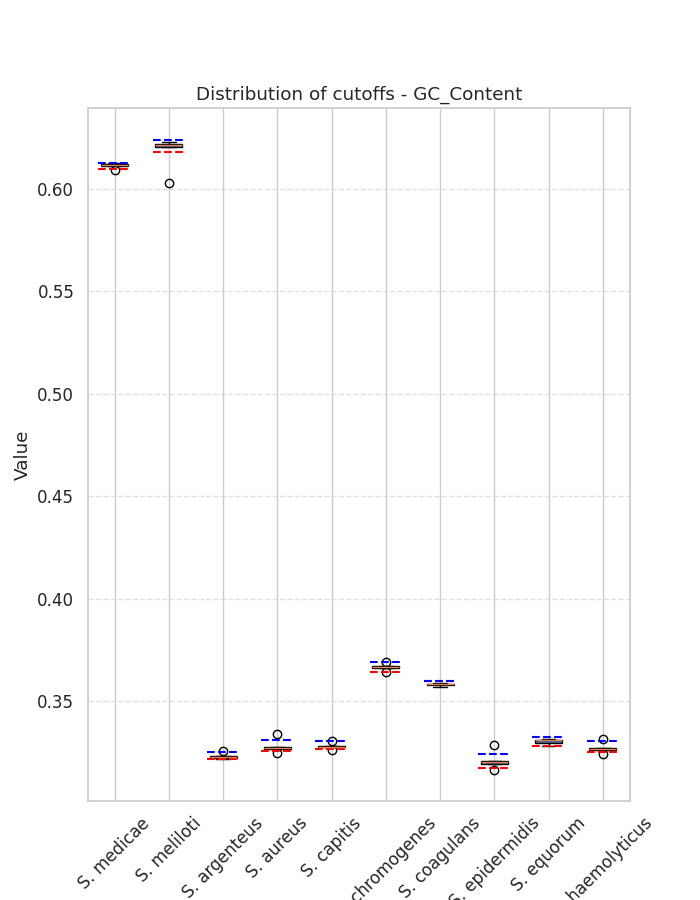 Distribution of cutoffs - GC_Content
Value
0.60
0.55
0.50
0.45
0.40
0.35
S. medicae
S. meliloti
S. argenteus
S. aureus
S. capitis
chromogenes
S. coagulans
S. epidermidis
S. equorum
haemolyticus